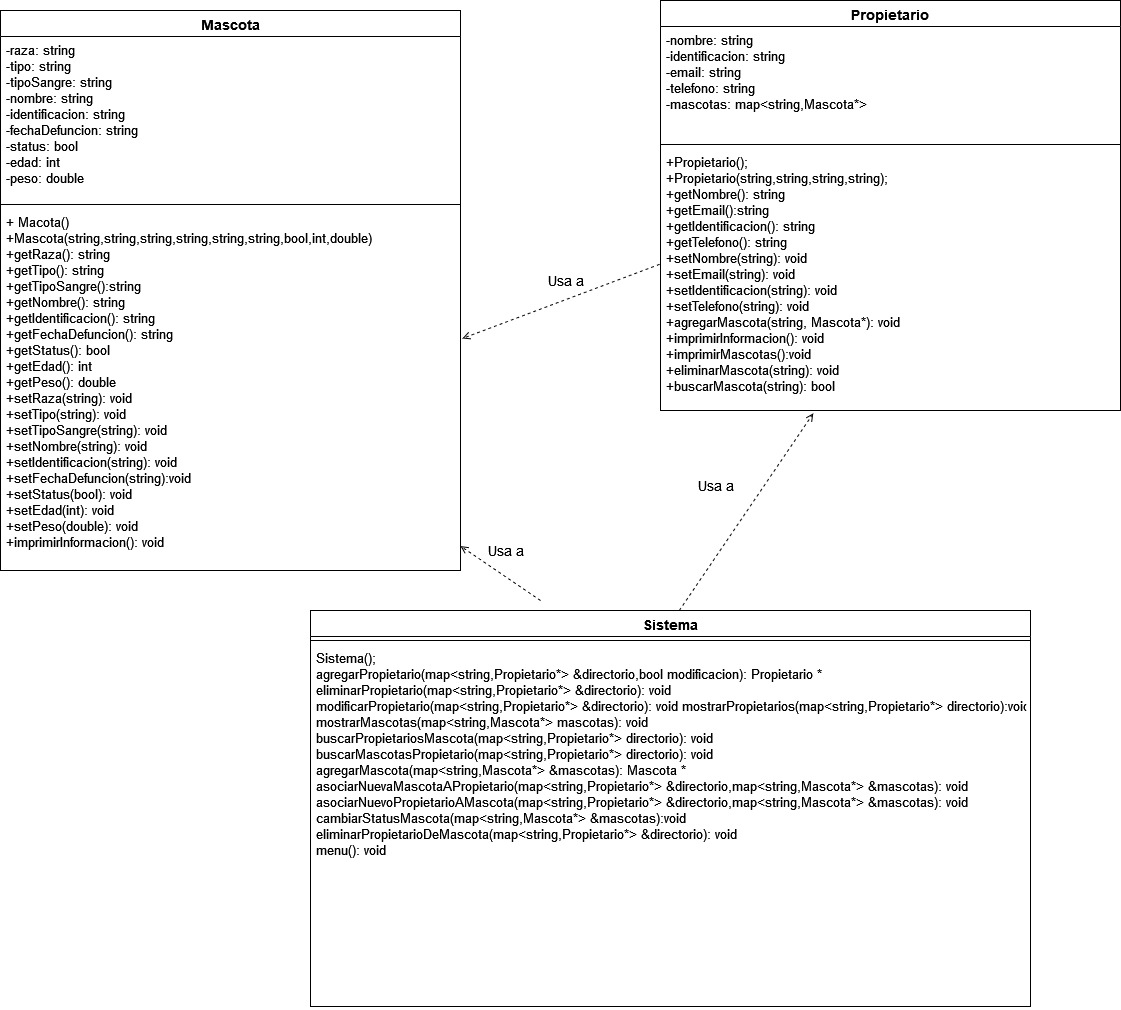 Mascota
-raza: string
-tipo: string
-tipoSangre: string
-nombre: string
-identificacion: string
-fechaDefuncion: string
-status: bool
-edad: int
-peso: double
+ Macota()
+Mascota(string,string,string,string,string,string,bool,int,double)
+getRaza(): string
+getTipo(): string
+getTipoSangre():string
+getNombre(): string
+getIdentificacion(): string
+getFechaDefuncion(): string
+getStatus(): bool
+getEdad(): int
+getPeso(): double
+setRaza(string): void
+setTipo(string): void
+setTipoSangre(string): void
+setNombre(string): void
+setIdentificacion(string): void
+setFechaDefuncion(string):void
+setStatus(bool): void
+setEdad(int): void
+setPeso(double): void
+imprimirInformacion(): void
Propietario
-nombre: string
-identificacion: string
-email: string
-telefono: string
-mascotas: map<string,Mascota*>
+Propietario();
+Propietario(string,string,string,string);
+getNombre(): string
+getEmail():string
+getIdentificacion(): string
+getTelefono(): string
+setNombre(string): void
+setEmail(string): void
+setIdentificacion(string): void
+setTelefono(string): void
+agregarMascota(string, Mascota*): void
+imprimirInformacion(): void
+imprimirMascotas():void
+eliminarMascota(string): void
+buscarMascota(string): bool
Usa a
Usa a
Usa a
Sistema
Sistema();
agregarPropietario(map<string,Propietario*> &directorio,bool modificacion): Propietario *
eliminarPropietario(map<string,Propietario*> &directorio): void
modificarPropietario(map<string,Propietario*> &directorio): void mostrarPropietarios(map<string,Propietario*> directorio):void
mostrarMascotas(map<string,Mascota*> mascotas): void
buscarPropietariosMascota(map<string,Propietario*> directorio): void
buscarMascotasPropietario(map<string,Propietario*> directorio): void
agregarMascota(map<string,Mascota*> &mascotas): Mascota *
asociarNuevaMascotaAPropietario(map<string,Propietario*> &directorio,map<string,Mascota*> &mascotas): void
asociarNuevoPropietarioAMascota(map<string,Propietario*> &directorio,map<string,Mascota*> &mascotas): void
cambiarStatusMascota(map<string,Mascota*> &mascotas):void
eliminarPropietarioDeMascota(map<string,Propietario*> &directorio): void
menu(): void